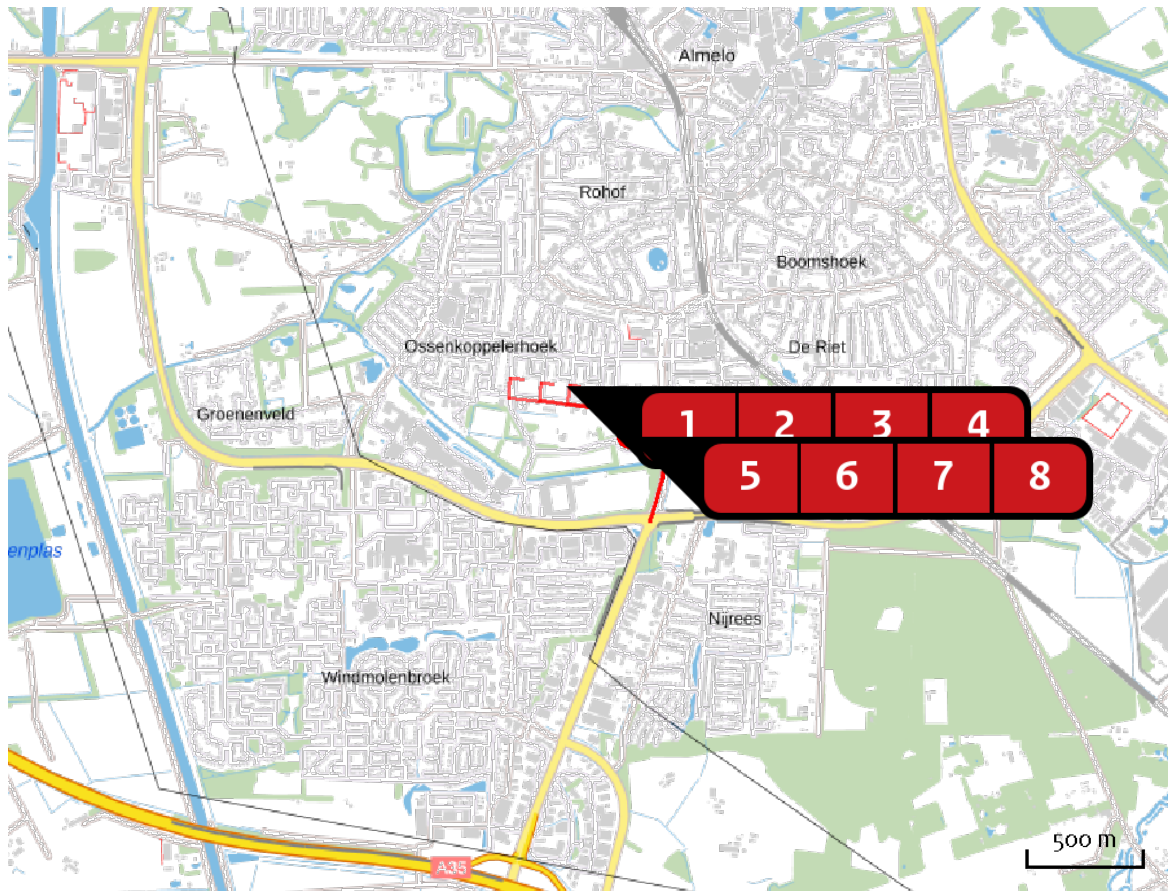 Almelo
Rohof
Boomshoek
Ossenkoppelerhoek
De Riet
Groenenveld
1 2 3 4
5 6 7 8
enplas
Nijrees
Windmolenbroek
500 m
A35